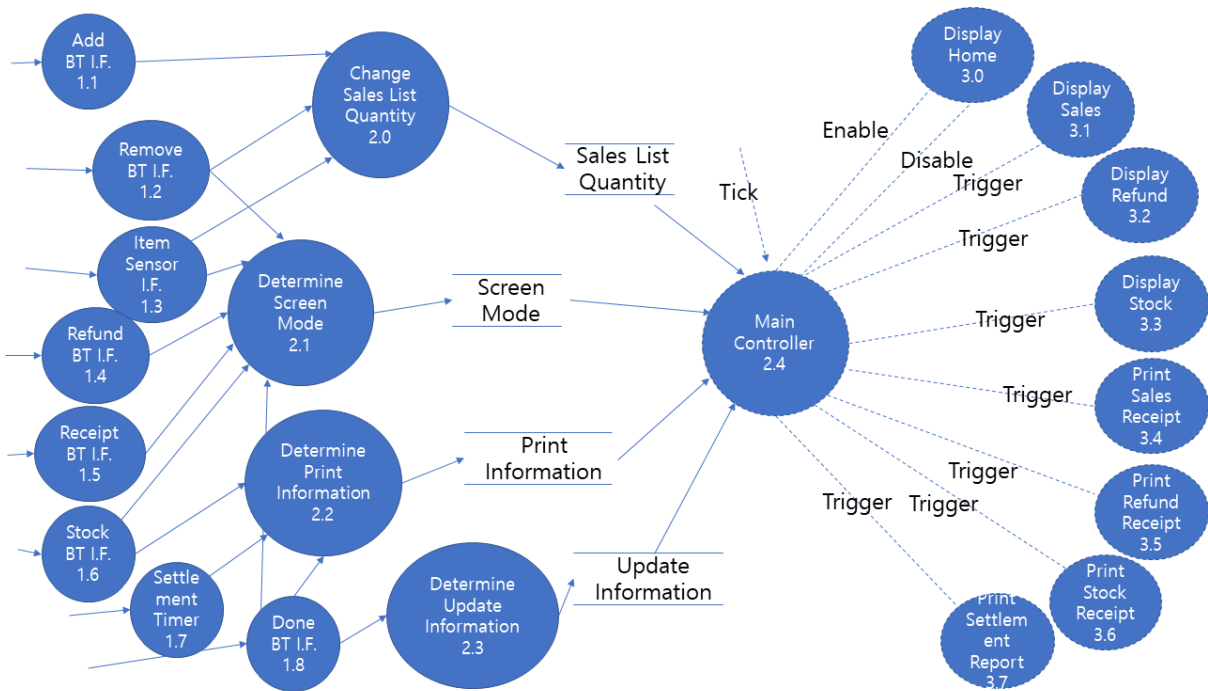 Add
BT I.F.
1.1
Remove
BT I.F.
1.2
Item
Sensor
I.F.
1.3
Refund
BT I.F.
1.4
Receipt
BT I.F.
1.5
Stock
BT I.F.
1.6
Settle
ment
Timer
1.7
Done
BT I.F.
1.8
Change
Sales List
Quantity
2.0
Determine
Screen
Mode
2.1
Determine
Print
Information
2.2
Determine
Update
Information
2.3
Sales List
Quantity
Screen
Mode
Print
Information
Update
Information
Tick
Main
Controller
2.4
Enable
Disable
Trigger
Trigger
Trigger
Trigger
Trigger
Trigger
Trigger
Display
Home
3.0
Display
Sales
3.1
Display
Refund
3.2
Display
Stock
3.3
Print
Sales
Receipt
3.4
Print
Refund
Receipt
3.5
Print
Stock
Receipt
3.6
Print
Settlem
ent
Report
3.7